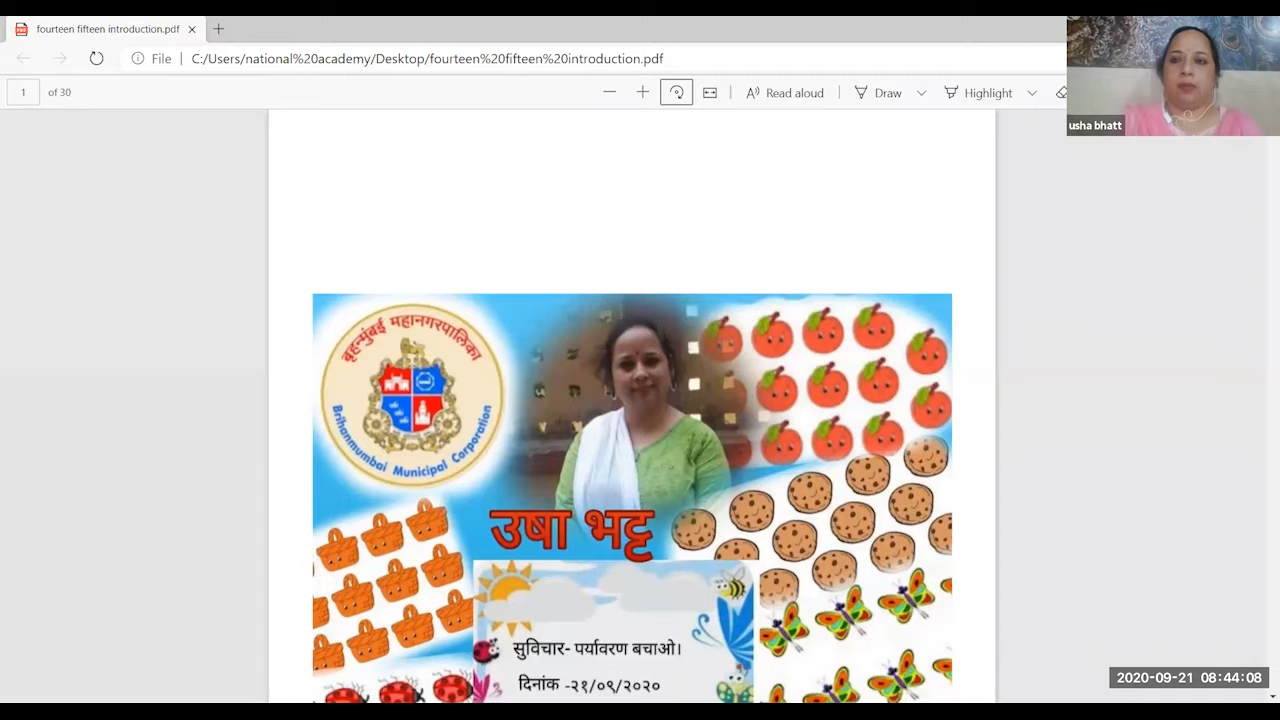 fourteen fifteen introduction.pdf
File | C:/Users/national%20academy/Desktop/fourteen%20fifteen%20introduction.pdf
1 of 30
Read aloud
Draw
Highlight
usha bhatt
बृहन्मुंबई महानगरपालिका
Brihanmumbai Municipal Corporation
उषा भट्ट
सुविचार- पर्यावरण बचाओ।
दिनांक -२१/०९/२०२०
2020-09-21 08:44:08